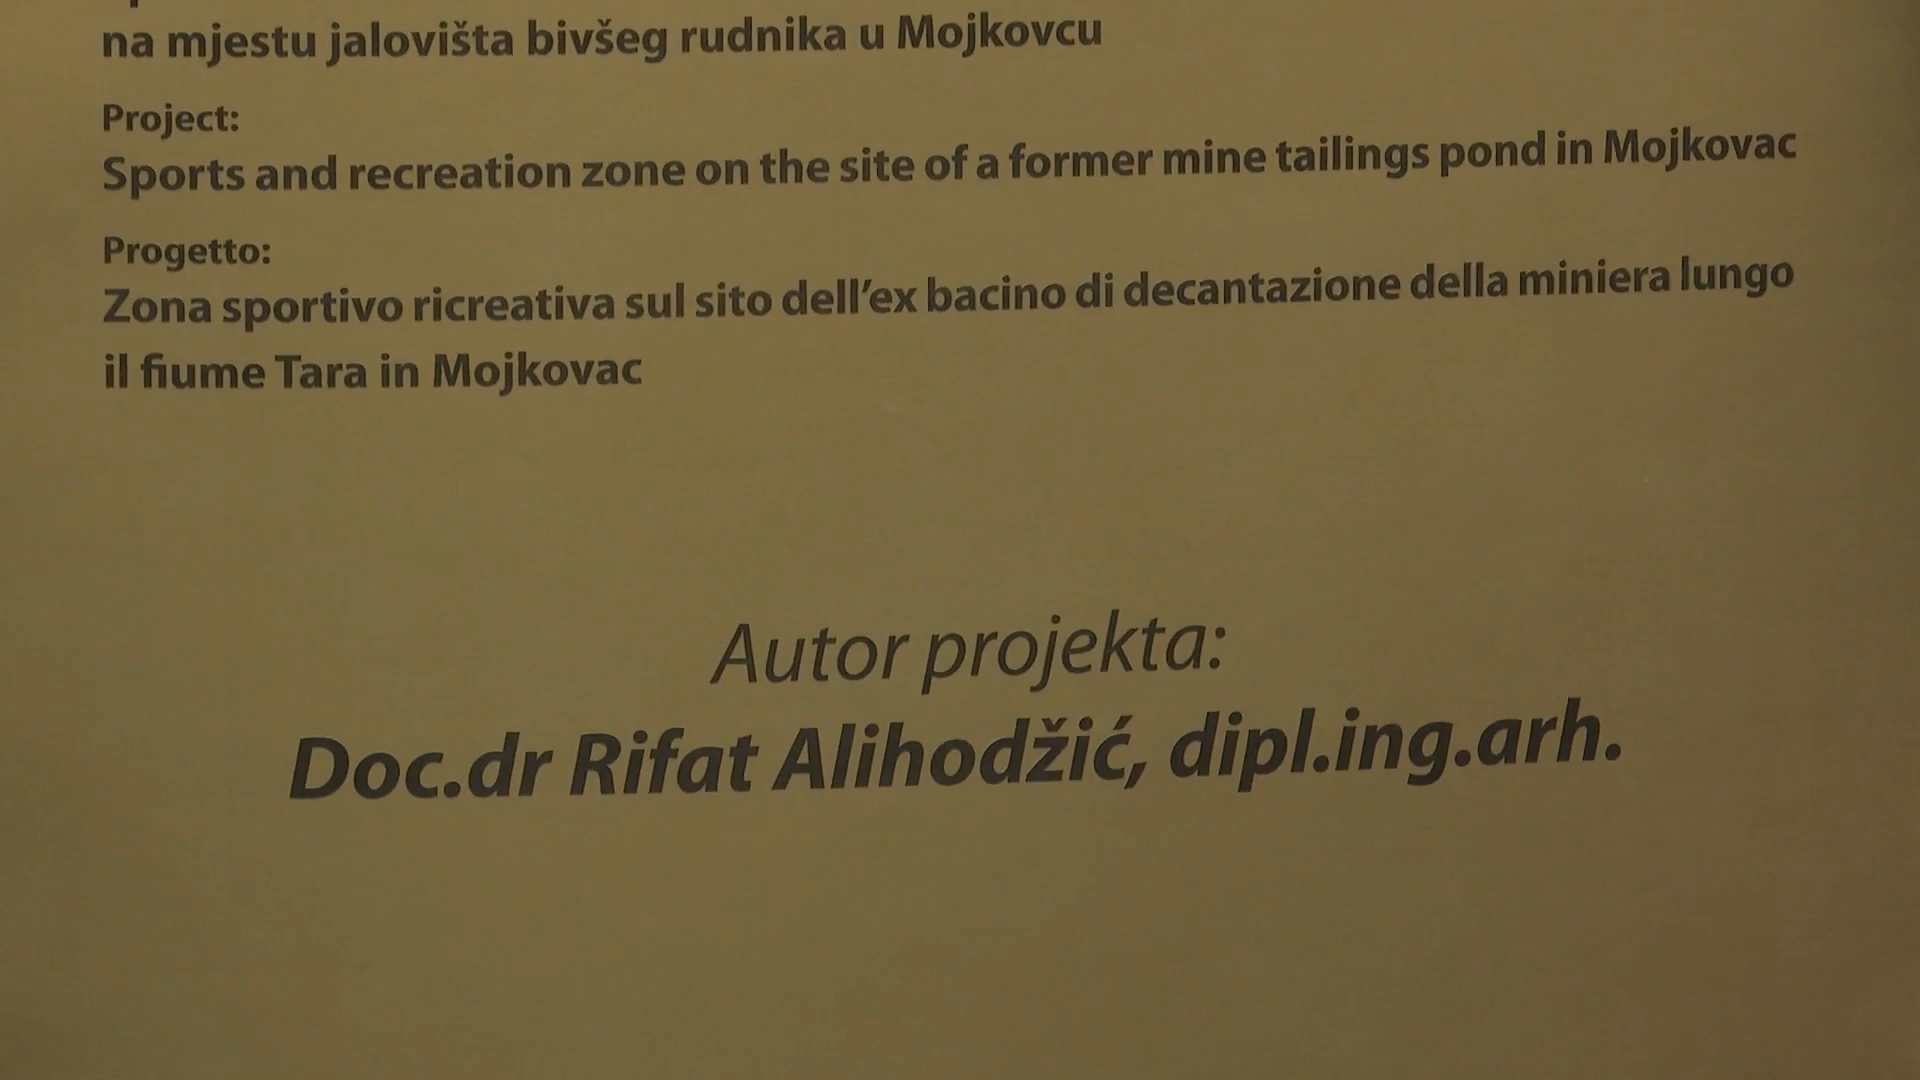 na mjestu jalovišta bivšeg rudnika u Mojkovcu
Project:
Sports and recreation zone on the site of a former mine tailings pond in Mojkovac
Progetto:
Zona sportivo ricreativa sul sito dell’ex bacino di decantazione della miniera lungo
il fiume Tara in Mojkovac
Autor projekta:
Doc.dr Rifat Alihodžić, dipl.ing.arh.